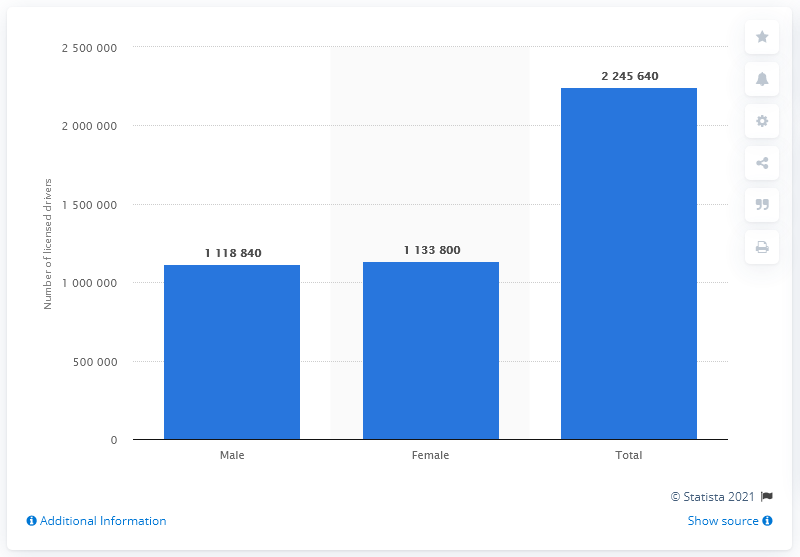 2 500 000
2 000 000
1 500 000
1 000 000
500 000
0
Number of licensed drivers
1 118 840
1 133 800
2 245 640
Male
Female
Total
© Statista 2021
Additional Information
Show source